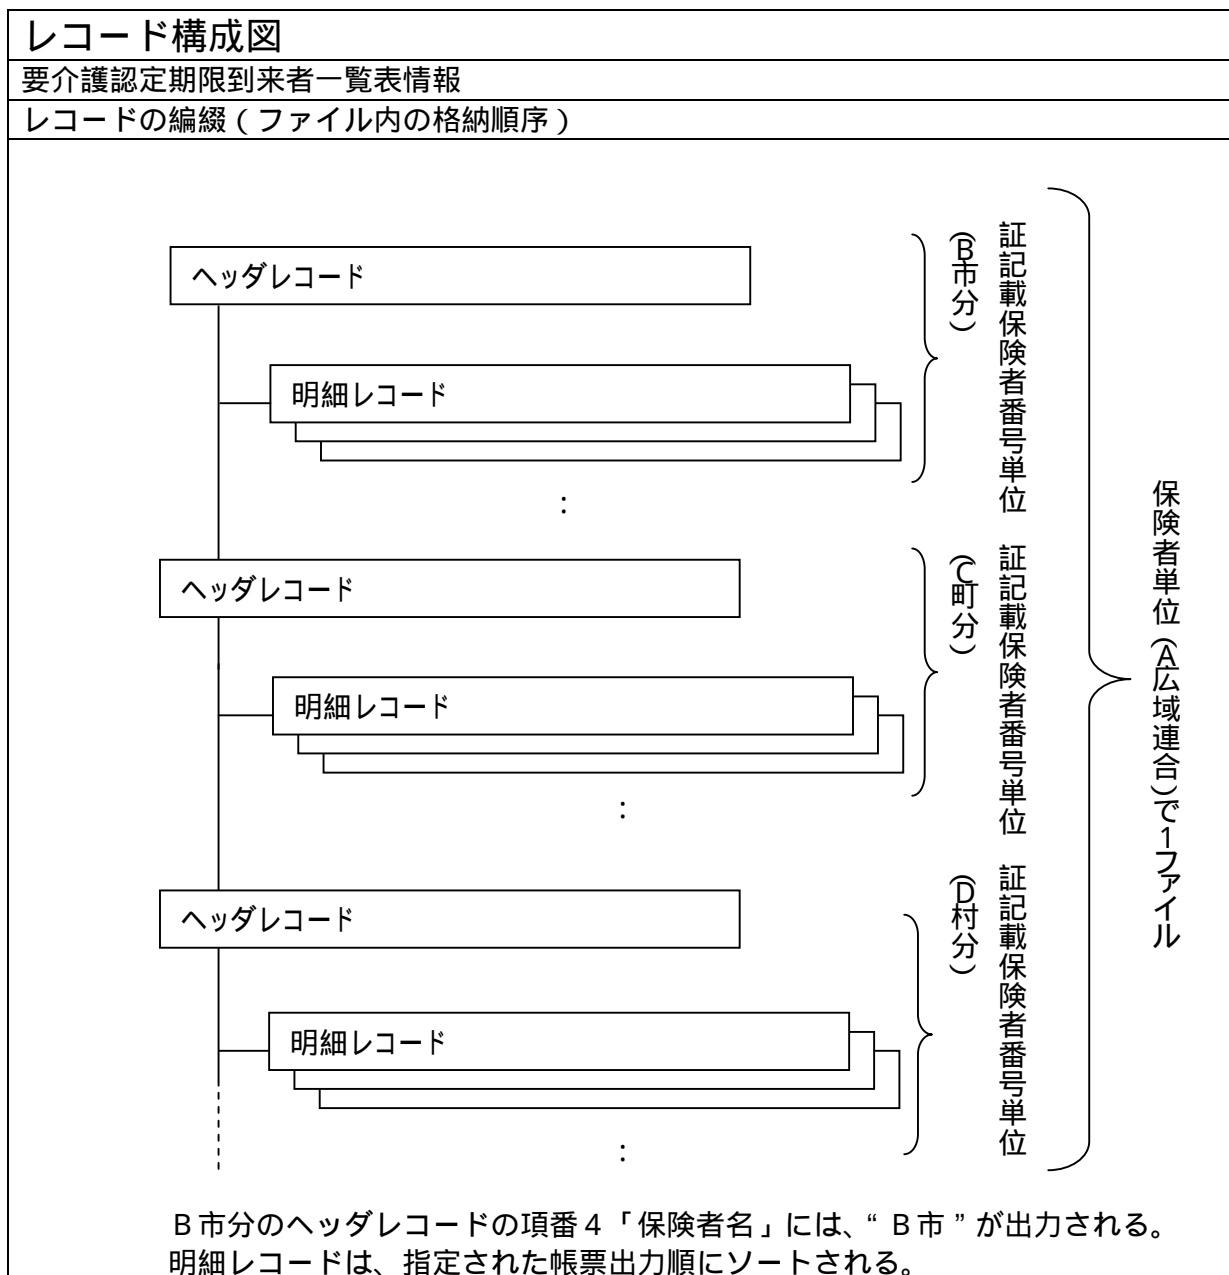 レコード構成図
要介護認定期限到来者一覧表情報
レコードの編綴（ファイル内の格納順序）
ヘッダレコード
明細レコード
：
証記載保険者番号単位
(B市分)
ヘッダレコード
明細レコード
：
証記載保険者番号単位
(C町分)
ヘッダレコード
明細レコード
：
証記載保険者番号単位
(D村分)
保険者単位(A広域連合)で1ファイル
B市分のヘッダレコードの項番4「保険者名」には、“B市”が出力される。
明細レコードは、指定された帳票出力順にソートされる。